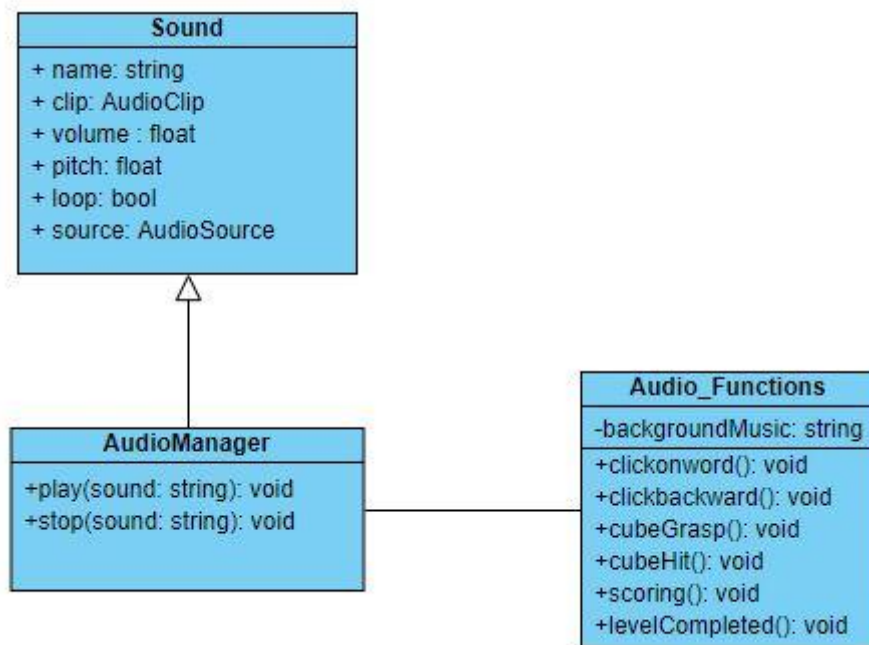 Sound
+ name: string
+ clip: AudioClip
+ volume : float
+ pitch: float
+ loop: bool
+ source: AudioSource
AudioManager
+play(sound: string): void
+stop(sound: string): void
Audio_Functions
-backgroundMusic: string
+clickonword(): void
+clickbackward(): void
+cubeGrasp(): void
+cubeHit(): void
+scoring(): void
+levelCompleted(): void